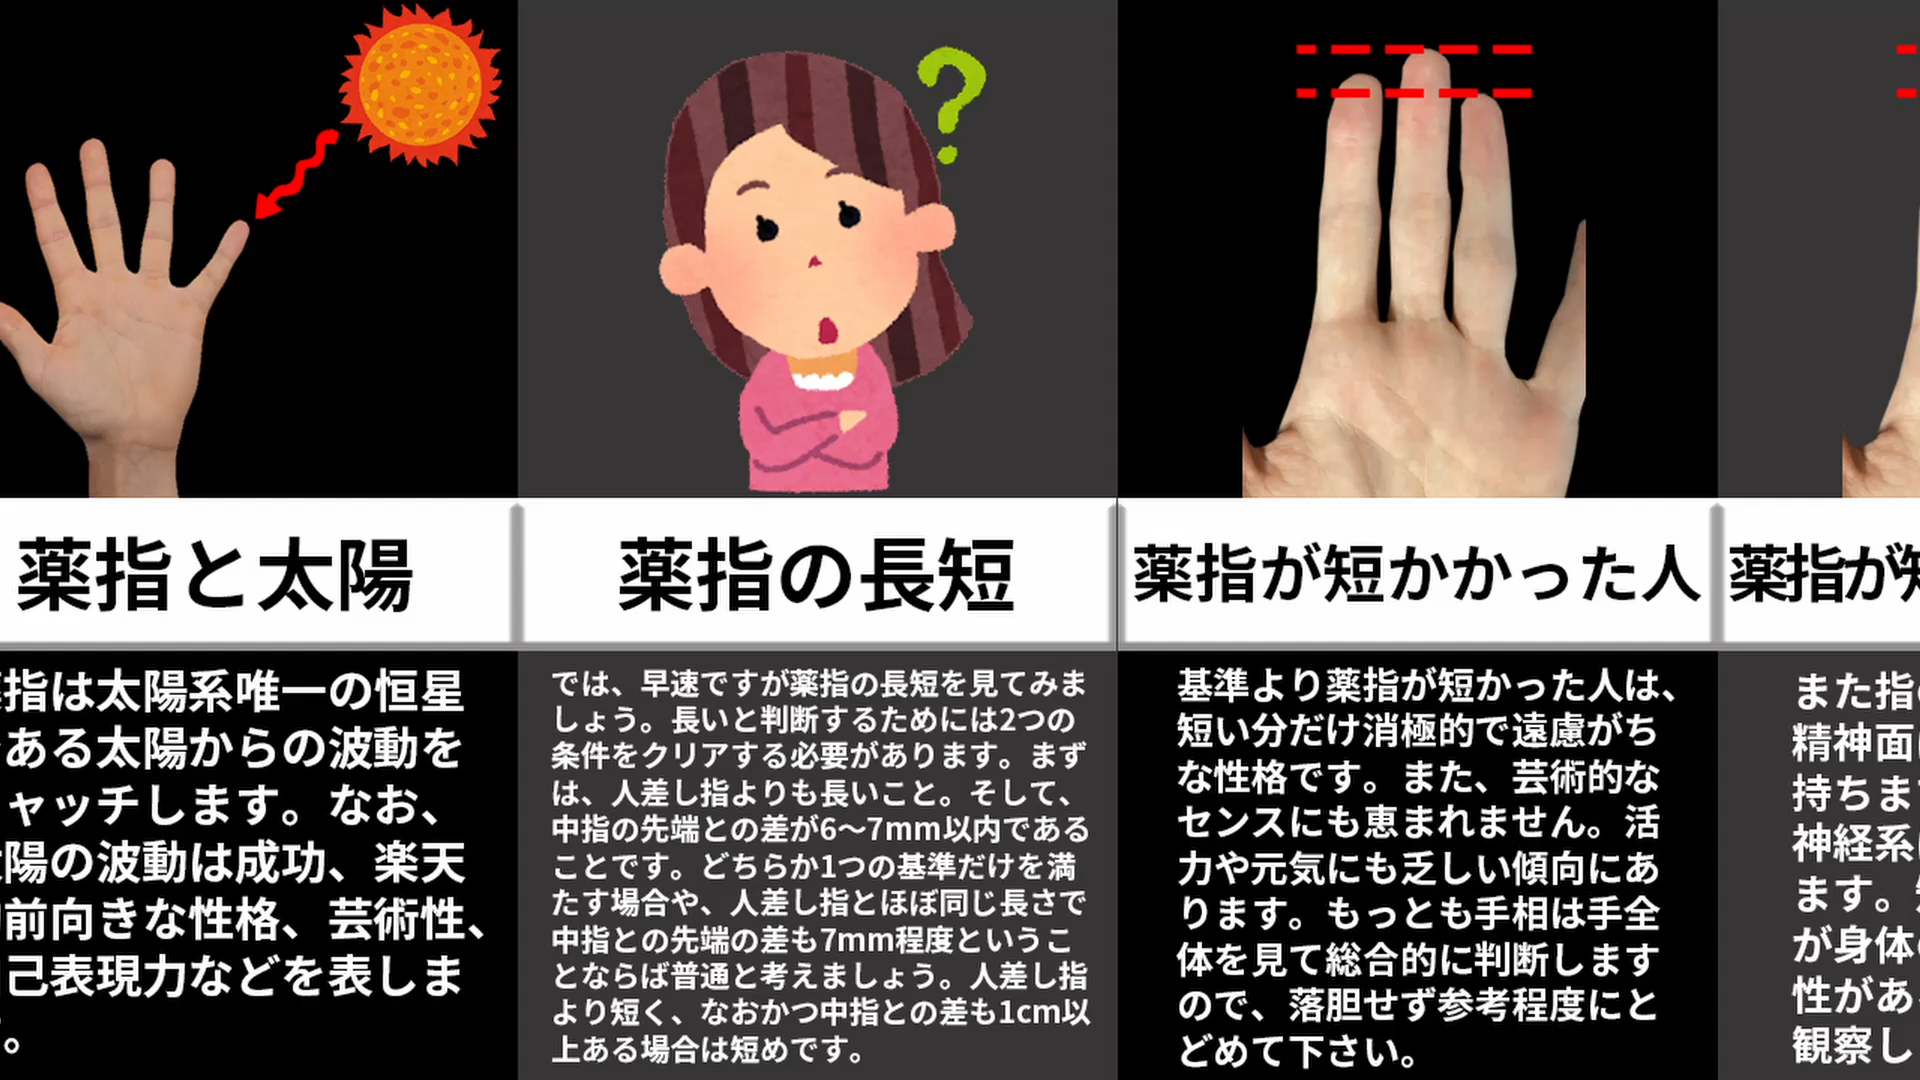 薬指と太陽
指は太陽系唯一の恒星
ある太陽からの波動を
ャッチします。なお、
陽の波動は成功、楽天
前向きな性格、芸術性、
己表現力などを表しま
。
薬指の長短
では、早速ですが薬指の長短を見てみま
しょう。長いと判断するためには2つの
条件をクリアする必要があります。まず
は、人差し指よりも長いこと。そして、
中指の先端との差が6〜7mm以内である
ことです。どちらか1つの基準だけを満
たす場合や、人差し指とほぼ同じ長さで
中指との先端の差も7mm程度というこ
とならば普通と考えましょう。人差し指
より短く、なおかつ中指との差も1cm以
上ある場合は短めです。
薬指が短かかった人
基準より薬指が短かった人は、
短い分だけ消極的で遠慮がち
な性格です。また、芸術的な
センスにも恵まれません。活
力や元気にも乏しい傾向にあ
ります。もっとも手相は手全
体を見て総合的に判断します
ので、落胆せず参考程度にと
どめて下さい。
薬指が
また指
精神面
持ちま
神経系
ます。
が身体
性があ
観察し